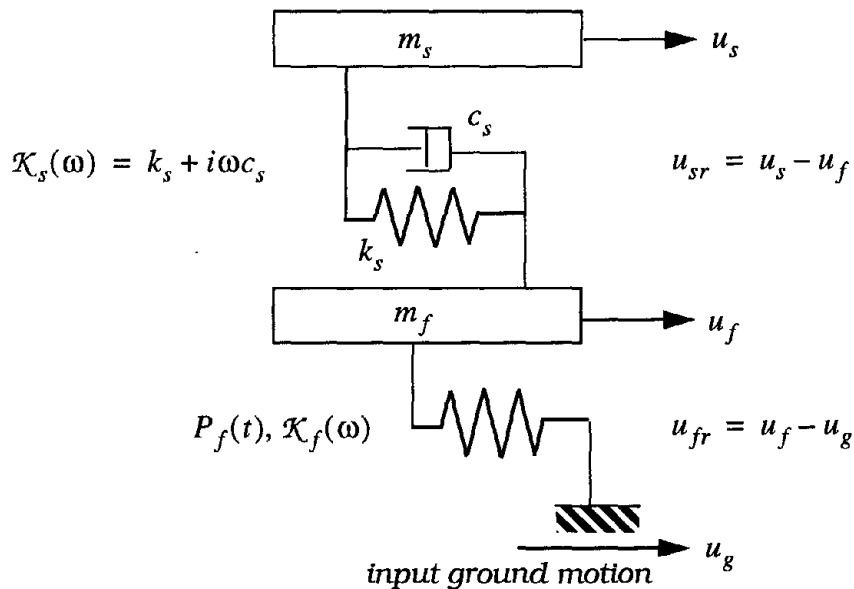 m_s
u_s
c_s
𝒦_s(ω) = k_s + iωc_s
u_sr = u_s − u_f
k_s
m_f
u_f
P_f(t), 𝒦_f(ω)
u_fr = u_f − u_g
u_g
input ground motion